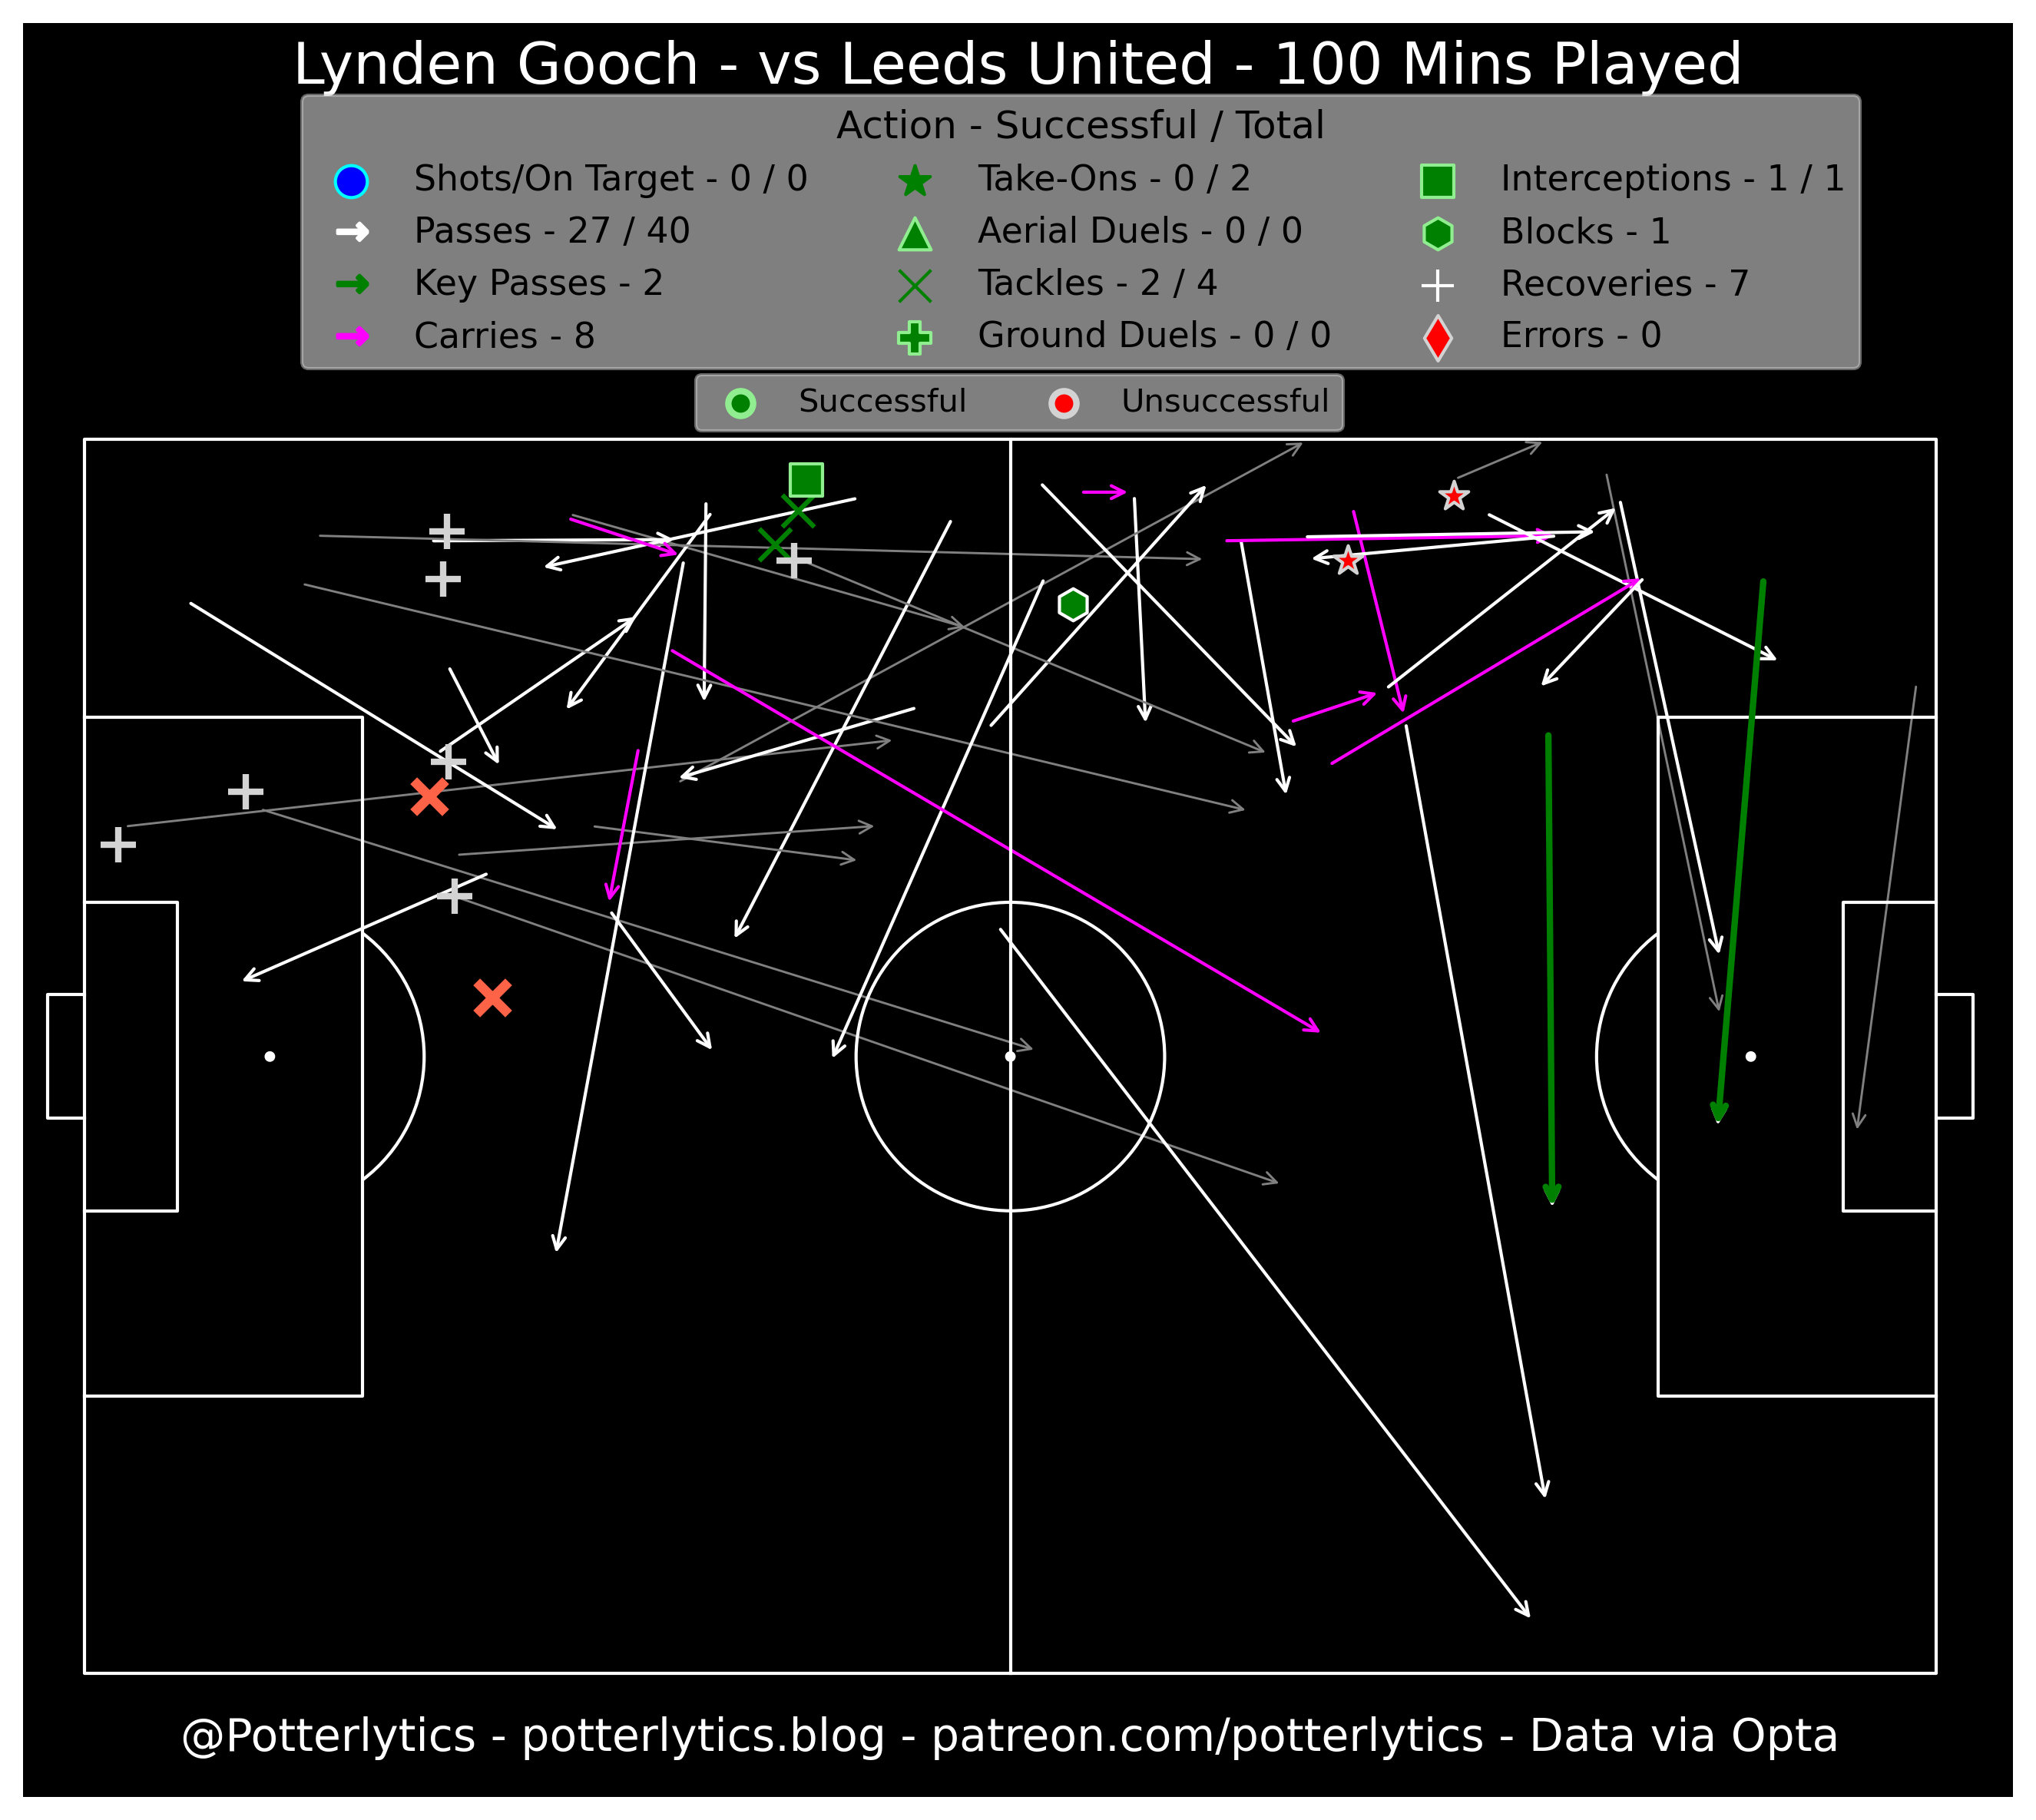 Lynden Gooch - vs Leeds United - 100 Mins Played
Action - Successful / Total
Shots/On Target - 0 / 0
Passes - 27 / 40
Key Passes - 2
Carries - 8
Take-Ons - 0 / 2
Aerial Duels - 0 / 0
Tackles - 2 / 4
Ground Duels - 0 / 0
Interceptions - 1 / 1
Blocks - 1
Recoveries - 7
Errors - 0
Successful
Unsuccessful
@Potterlytics - potterlytics.blog - patreon.com/potterlytics - Data via Opta